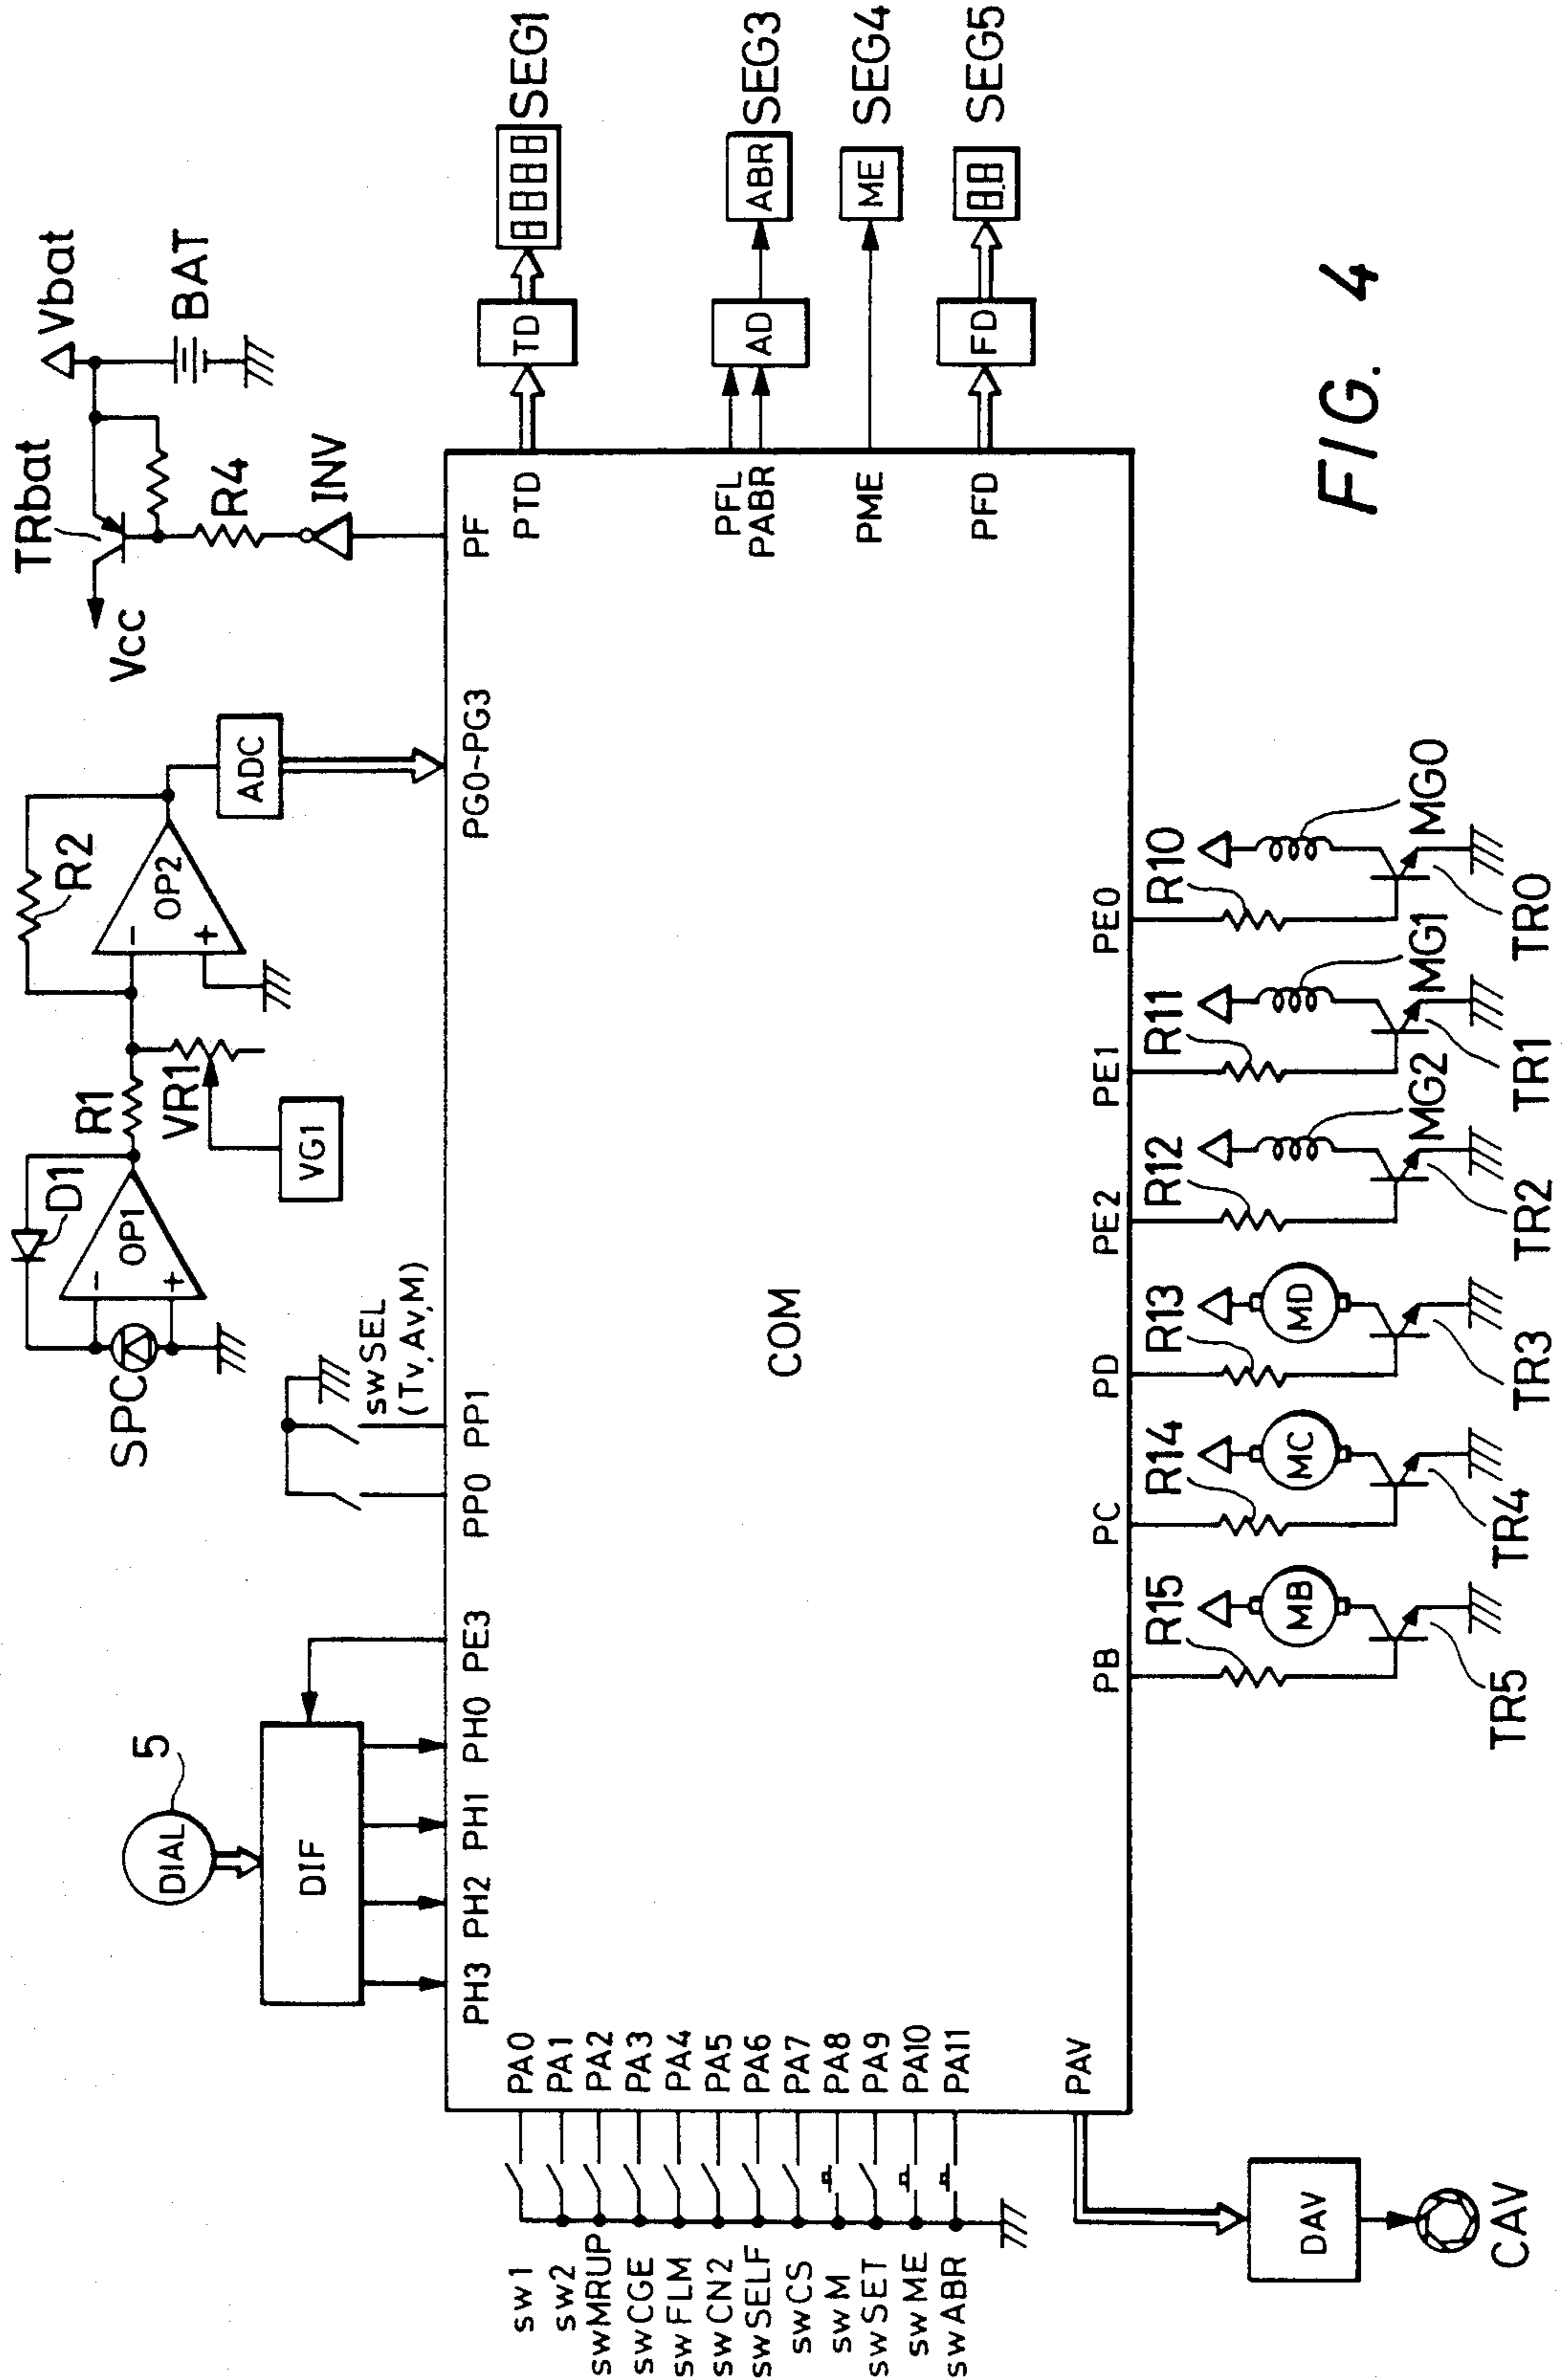 sw1
sw2
swMRUP
swCGE
swFLM
swCN2
swSELF
swCS
swM
swSET
swME
swABR
PA0
PA1
PA2
PA3
PA4
PA5
PA6
PA7
PA8
PA9
PA10
PA11
PAV
DAV
CAV
DIAL
5
DIF
PH3
PH2
PH1
PH0
PE3
PP0
PP1
swSEL
(Tv,Av,M)
SPC
D1
OP1
-
+
R1
VR1
VG1
R2
OP2
-
+
ADC
PG0~PG3
Vcc
TRbat
Vbat
BAT
R4
INV
PF
COM
PTD
TD
8888
SEG1
PFL
PABR
AD
ABR
SEG3
PME
ME
SEG4
PFD
FD
8.8
SEG5
PB
PC
PD
PE2
PE1
PE0
R15
R14
R13
R12
R11
R10
MB
MC
MD
MG2
MG1
MG0
TR5
TR4
TR3
TR2
TR1
TR0
FIG. 4